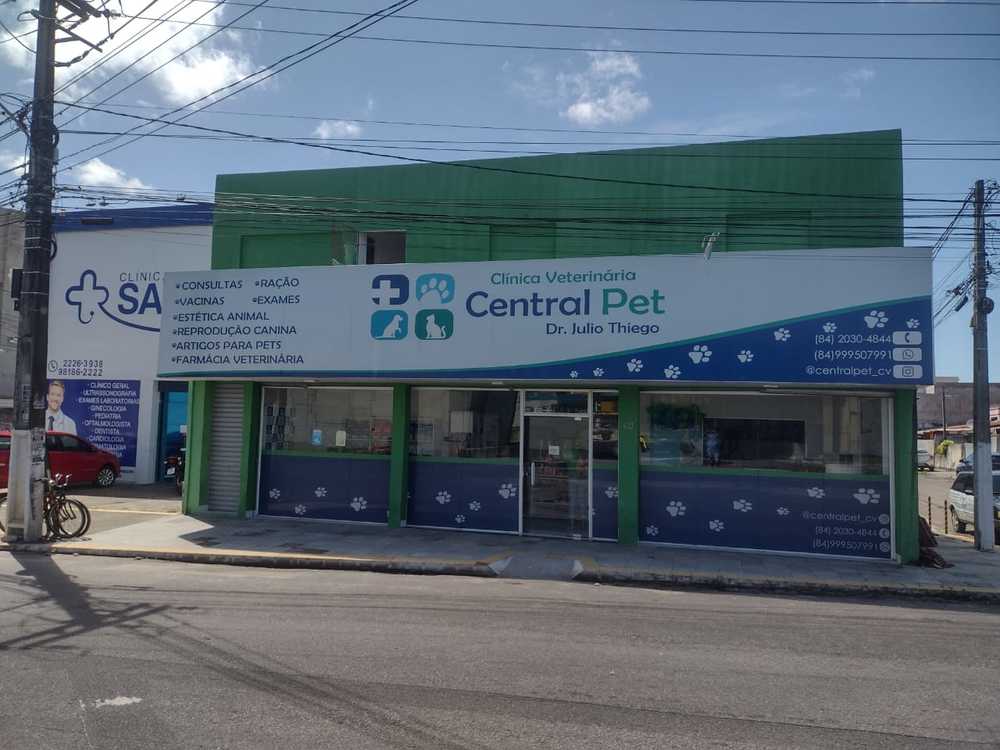 CLÍNICA
SA
2226-3938
98186-2222
- CLÍNICO GERAL
- ULTRASSONOGRAFIA
- EXAMES LABORATORIAIS
- GINECOLOGIA
- PEDIATRIA
- OFTALMOLOGISTA
- DENTISTA
- CARDIOLOGIA
CONSULTAS
RAÇÃO
VACINAS
EXAMES
ESTÉTICA ANIMAL
REPRODUÇÃO CANINA
ARTIGOS PARA PETS
FARMÁCIA VETERINÁRIA
Clínica Veterinária
Central Pet
Dr. Julio Thiego
(84) 2030-4844
(84)999507991
@centralpet_cv
@centralpet_cv
(84) 2030-4844
(84)999507991